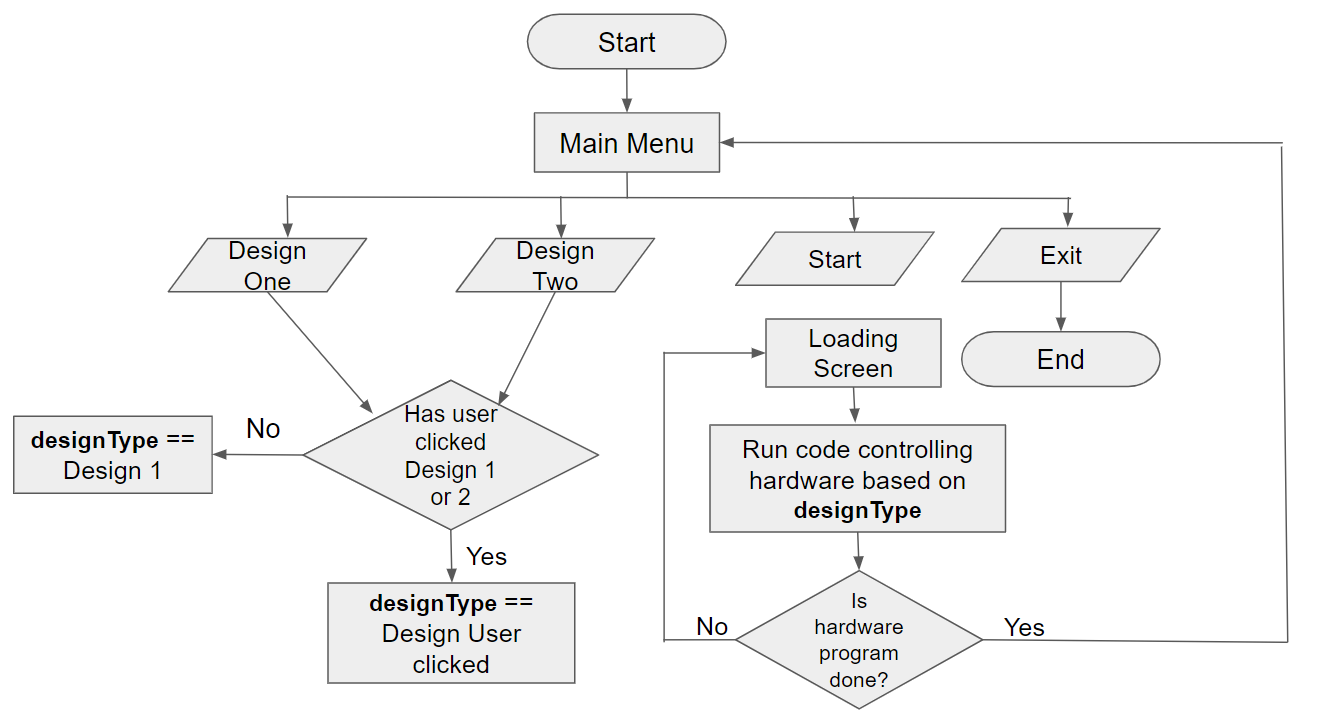 Start
Main Menu
Design
One
Design
Two
Start
Exit
Loading
Screen
End
Has user
clicked
Design 1
or 2
No
designType ==
Design 1
Run code controlling
hardware based on
designType
Yes
designType ==
Design User
clicked
Is
hardware
program
done?
No
Yes